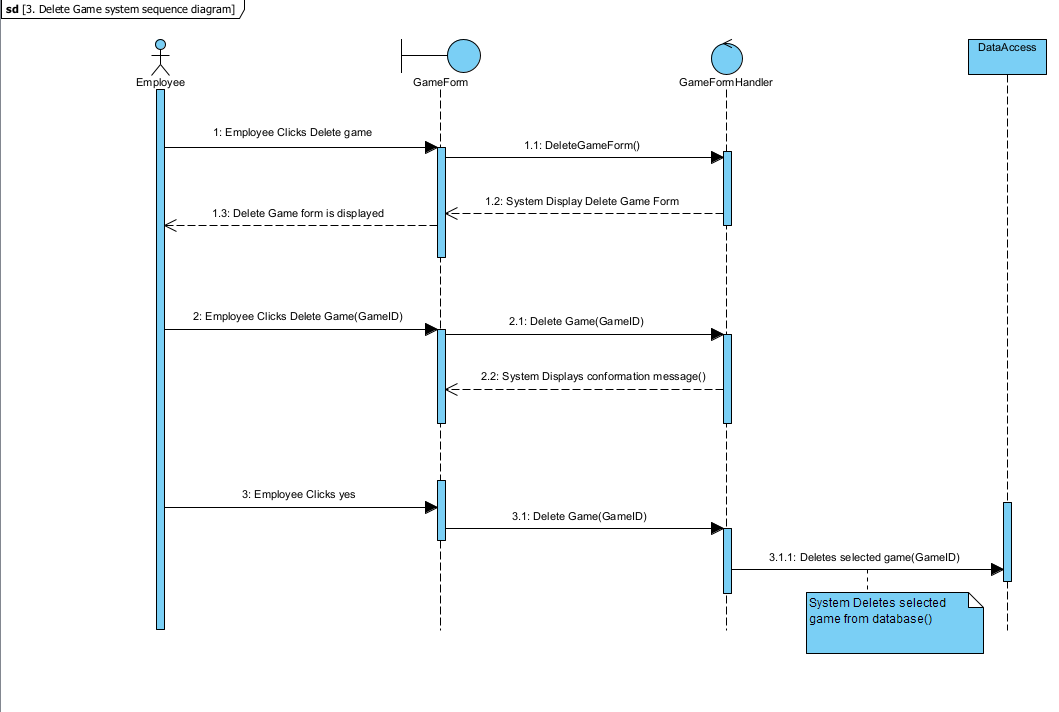 sd [3. Delete Game system sequence diagram]
Employee
GameForm
GameFormHandler
DataAccess
1: Employee Clicks Delete game
1.1: DeleteGameForm()
1.2: System Display Delete Game Form
1.3: Delete Game form is displayed
2: Employee Clicks Delete Game(GameID)
2.1: Delete Game(GameID)
2.2: System Displays conformation message()
3: Employee Clicks yes
3.1: Delete Game(GameID)
3.1.1: Deletes selected game(GameID)
System Deletes selected
game from database()